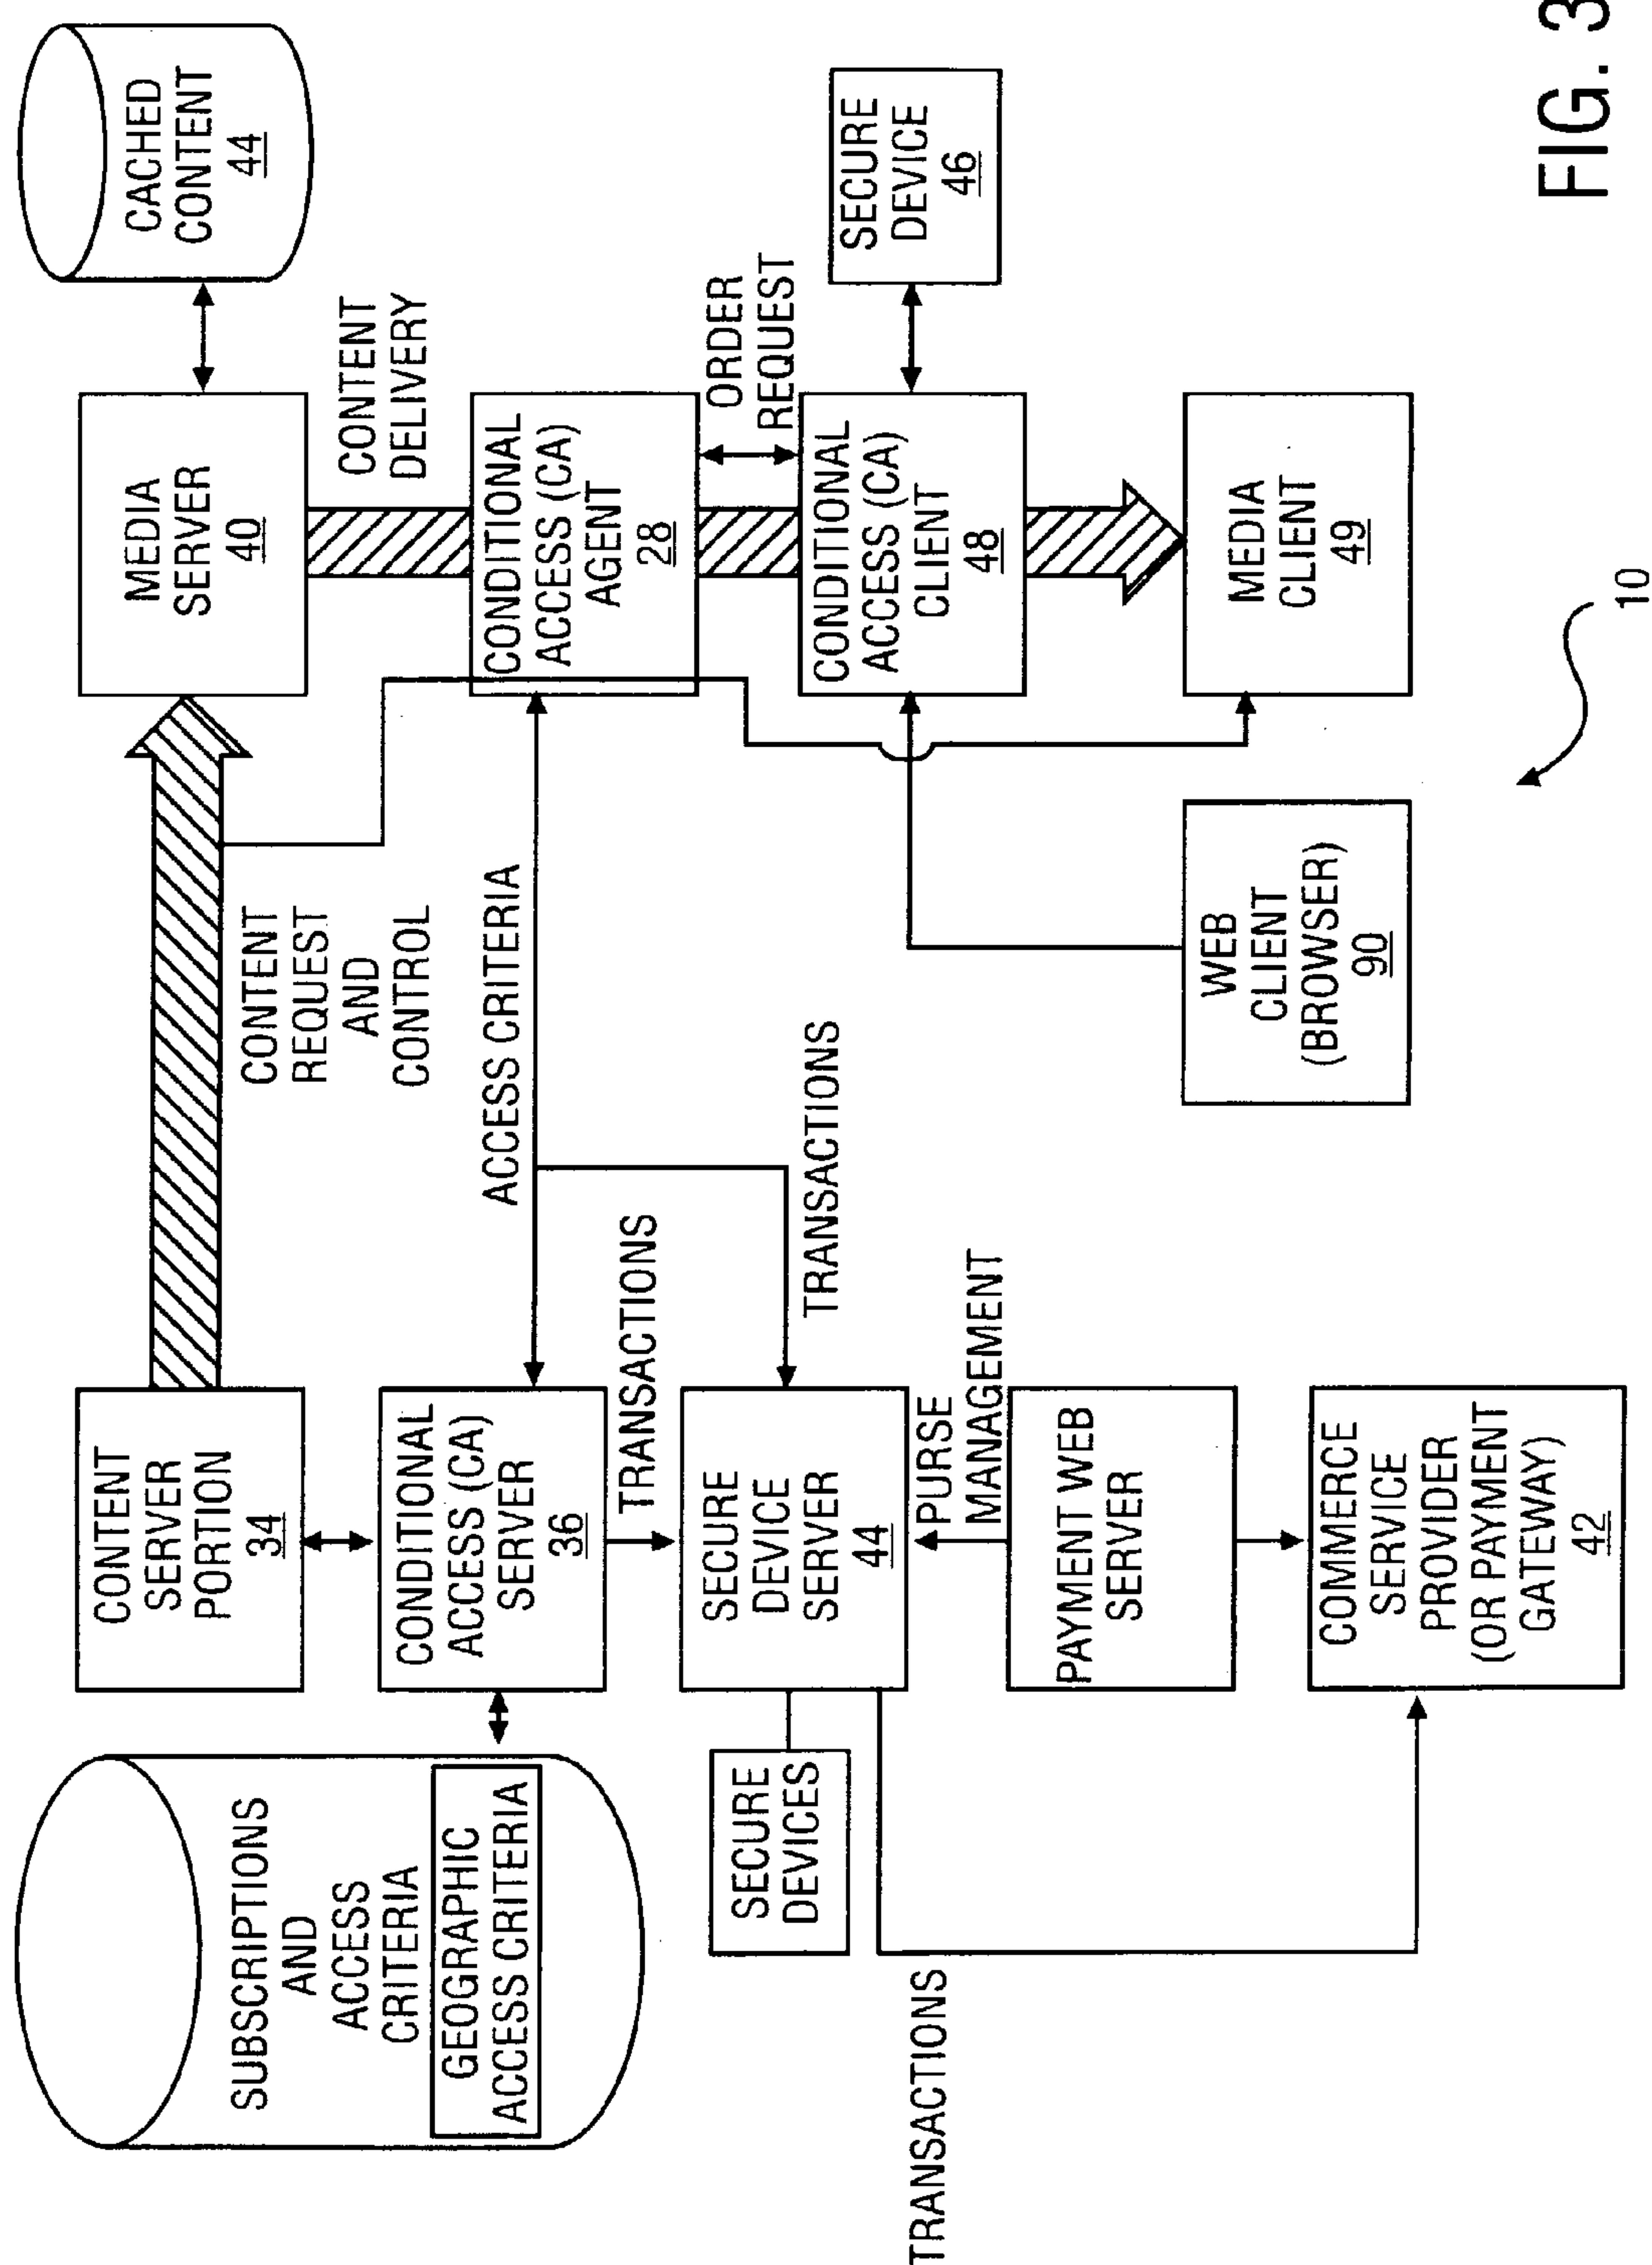 SUBSCRIPTIONS
AND
ACCESS
CRITERIA
GEOGRAPHIC
ACCESS CRITERIA
CONTENT
SERVER
PORTION
34
CONDITIONAL
ACCESS (CA)
SERVER
36
TRANSACTIONS
SECURE
DEVICES
SECURE
DEVICE
SERVER
44
TRANSACTIONS
PURSE
MANAGEMENT
PAYMENT WEB
SERVER
COMMERCE
SERVICE
PROVIDER
(OR PAYMENT
GATEWAY)
42
TRANSACTIONS
CONTENT
REQUEST
AND
CONTROL
ACCESS CRITERIA
WEB
CLIENT
(BROWSER)
90
MEDIA
SERVER
40
CACHED
CONTENT
44
CONTENT
DELIVERY
CONDITIONAL
ACCESS (CA)
AGENT
28
ORDER
REQUEST
CONDITIONAL
ACCESS (CA)
CLIENT
48
SECURE
DEVICE
46
MEDIA
CLIENT
49
10
FIG. 3